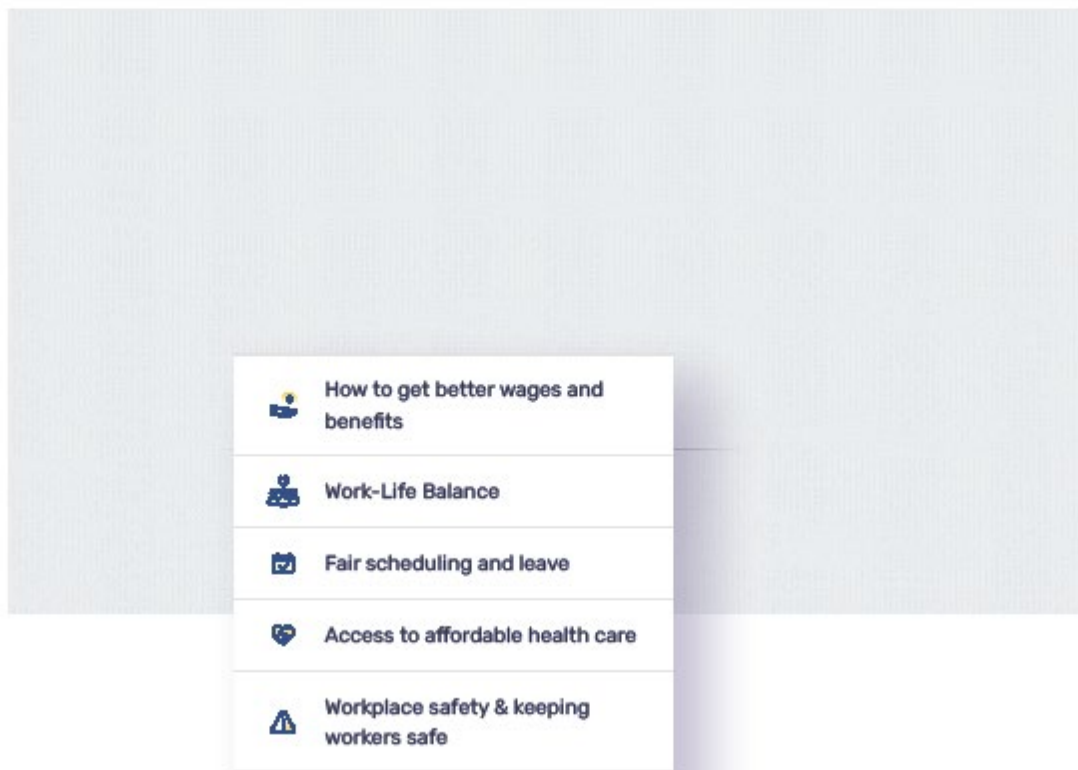 How to get better wages and
benefits
Work-Life Balance
Fair scheduling and leave
Access to affordable health care
Workplace safety & keeping
workers safe